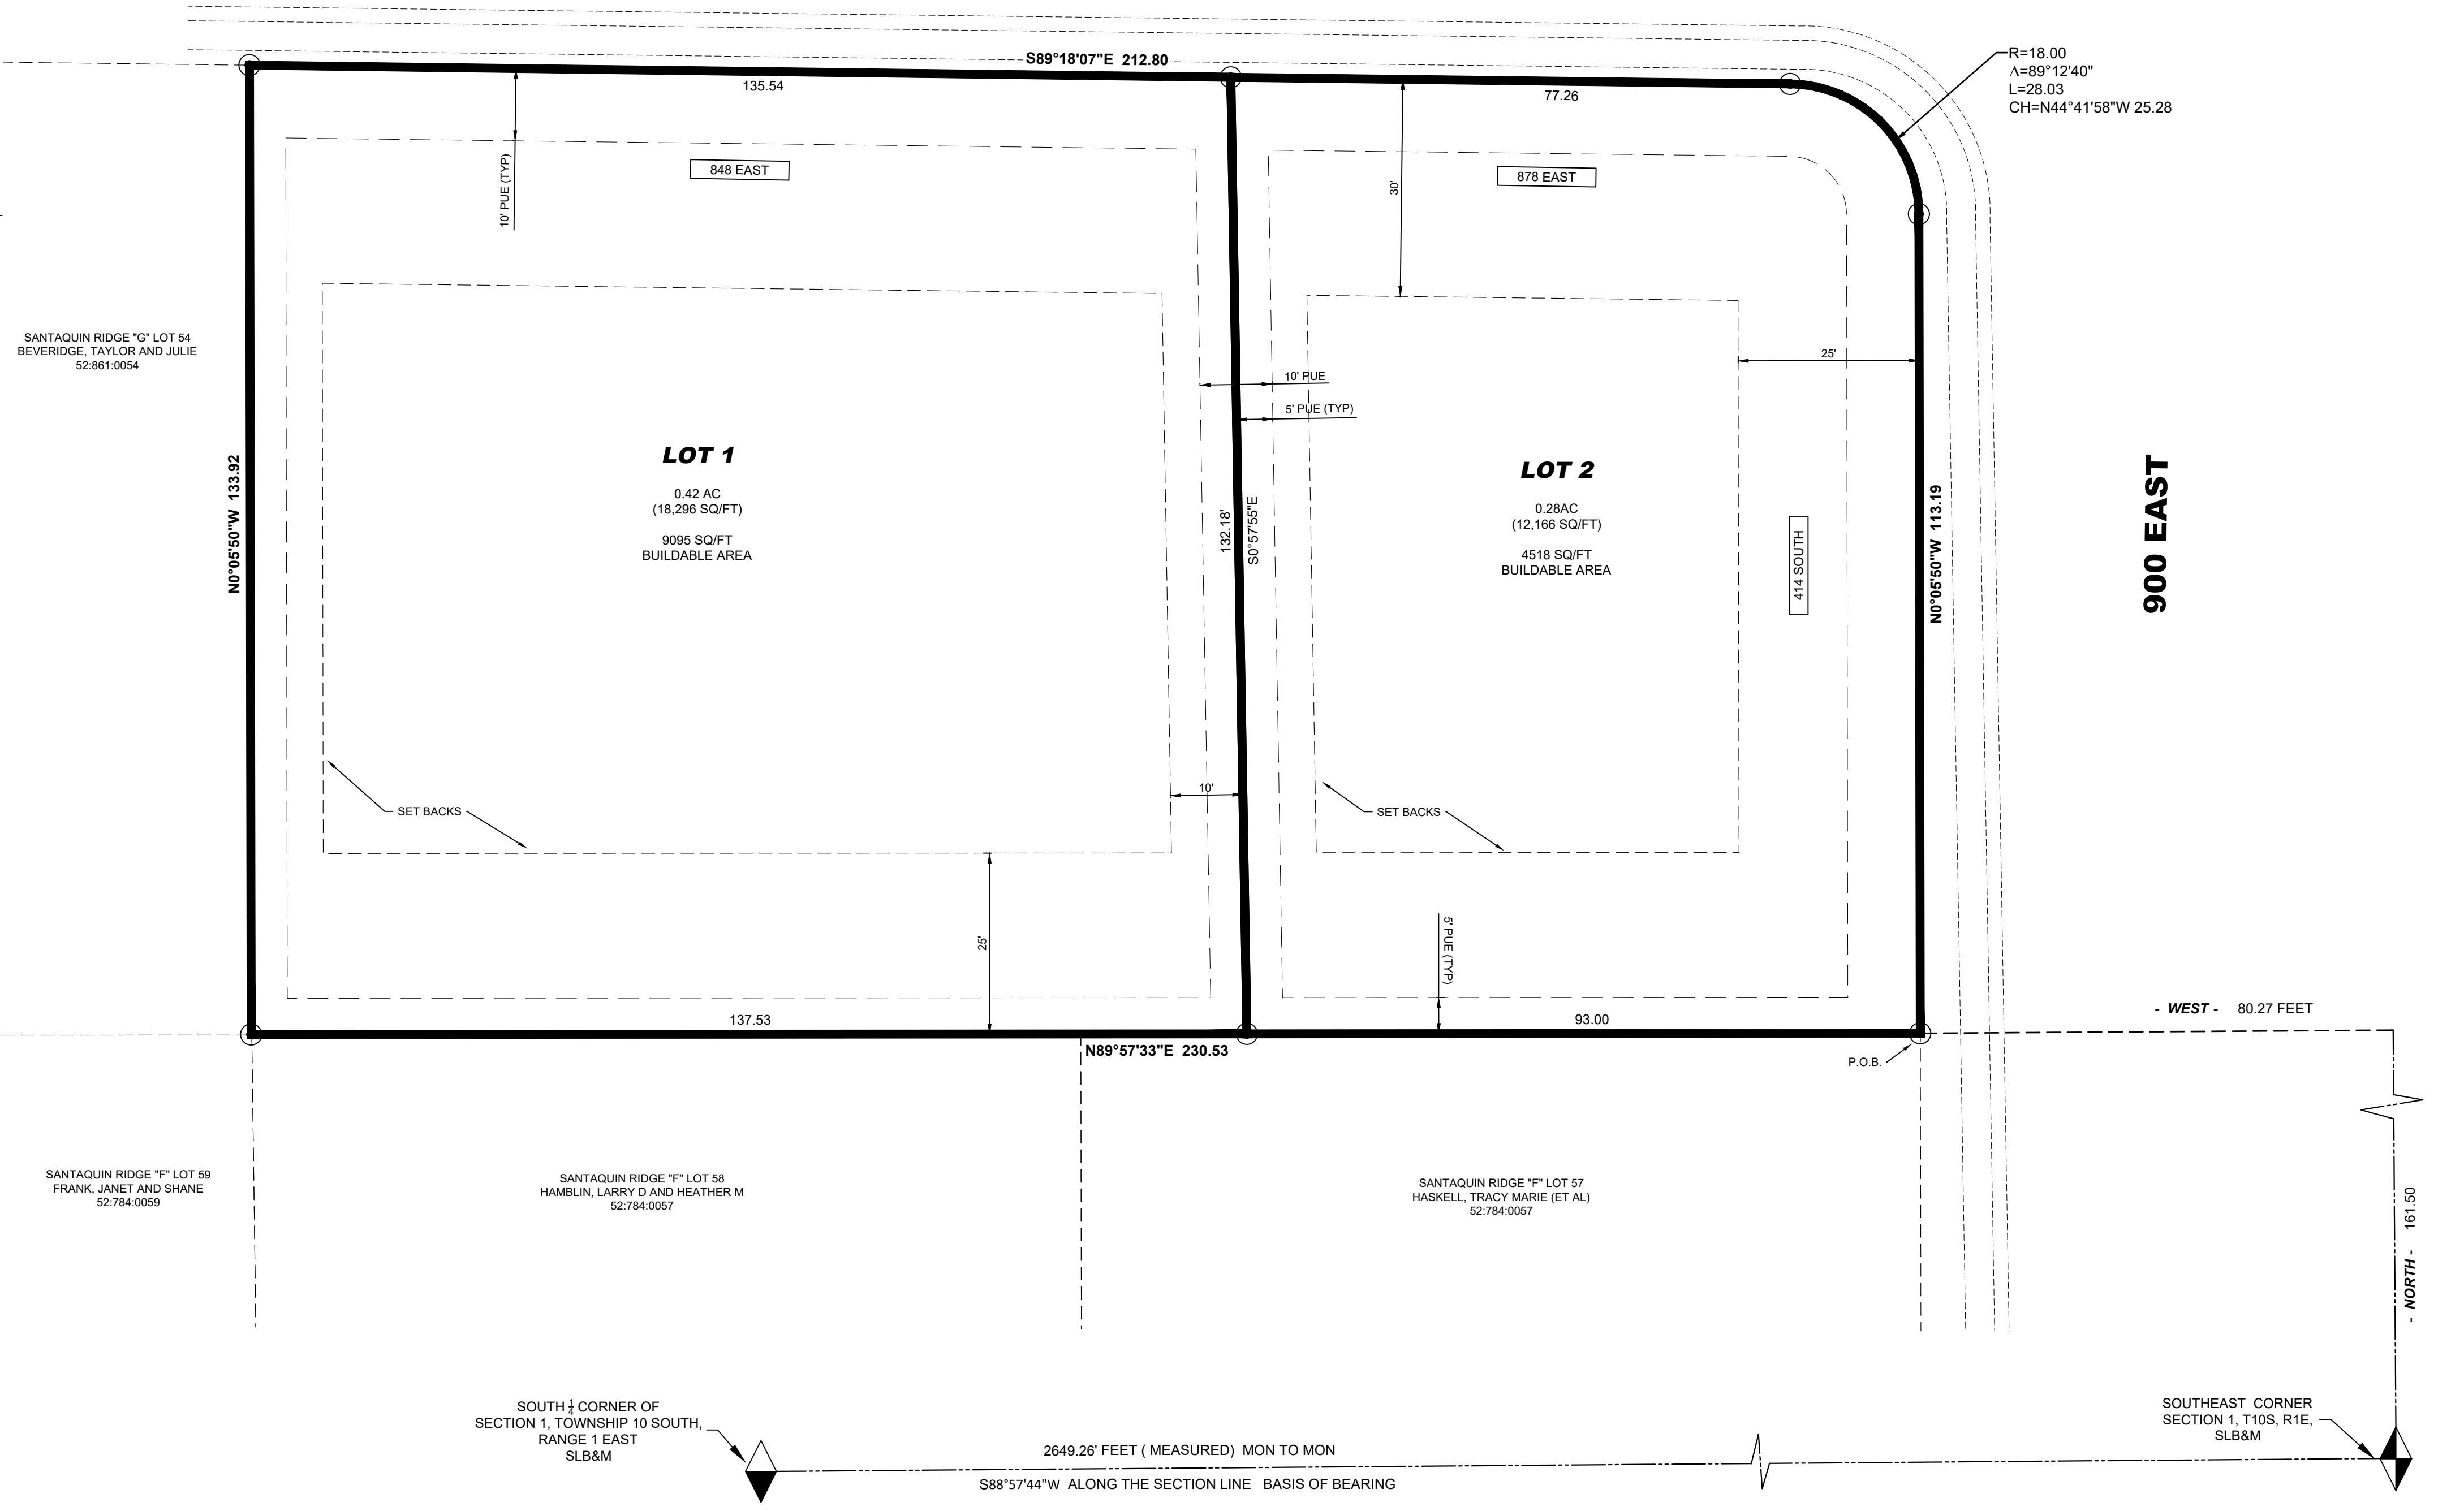 S89°18'07"E 212.80
R=18.00
Δ=89°12'40"
L=28.03
CH=N44°41'58"W 25.28
135.54
77.26
10' PUE (TYP)
848 EAST
30'
878 EAST
SANTAQUIN RIDGE "G" LOT 54
BEVERIDGE, TAYLOR AND JULIE
52:861:0054
25'
10' PUE
5' PUE (TYP)
N0°05'50"W 133.92
LOT 1
0.42 AC
(18,296 SQ/FT)
9095 SQ/FT
BUILDABLE AREA
132.18'
S0°57'55"E
LOT 2
0.28AC
(12,166 SQ/FT)
4518 SQ/FT
BUILDABLE AREA
414 SOUTH
N0°05'50"W 113.19
900 EAST
SET BACKS
10'
SET BACKS
25'
5' PUE (TYP)
137.53
93.00
N89°57'33"E 230.53
P.O.B.
- WEST - 80.27 FEET
SANTAQUIN RIDGE "F" LOT 59
FRANK, JANET AND SHANE
52:784:0059
SANTAQUIN RIDGE "F" LOT 58
HAMBLIN, LARRY D AND HEATHER M
52:784:0057
SANTAQUIN RIDGE "F" LOT 57
HASKELL, TRACY MARIE (ET AL)
52:784:0057
- NORTH - 161.50
SOUTH 1/4 CORNER OF
SECTION 1, TOWNSHIP 10 SOUTH,
RANGE 1 EAST
SLB&M
2649.26' FEET ( MEASURED) MON TO MON
S88°57'44"W ALONG THE SECTION LINE BASIS OF BEARING
SOUTHEAST CORNER
SECTION 1, T10S, R1E,
SLB&M